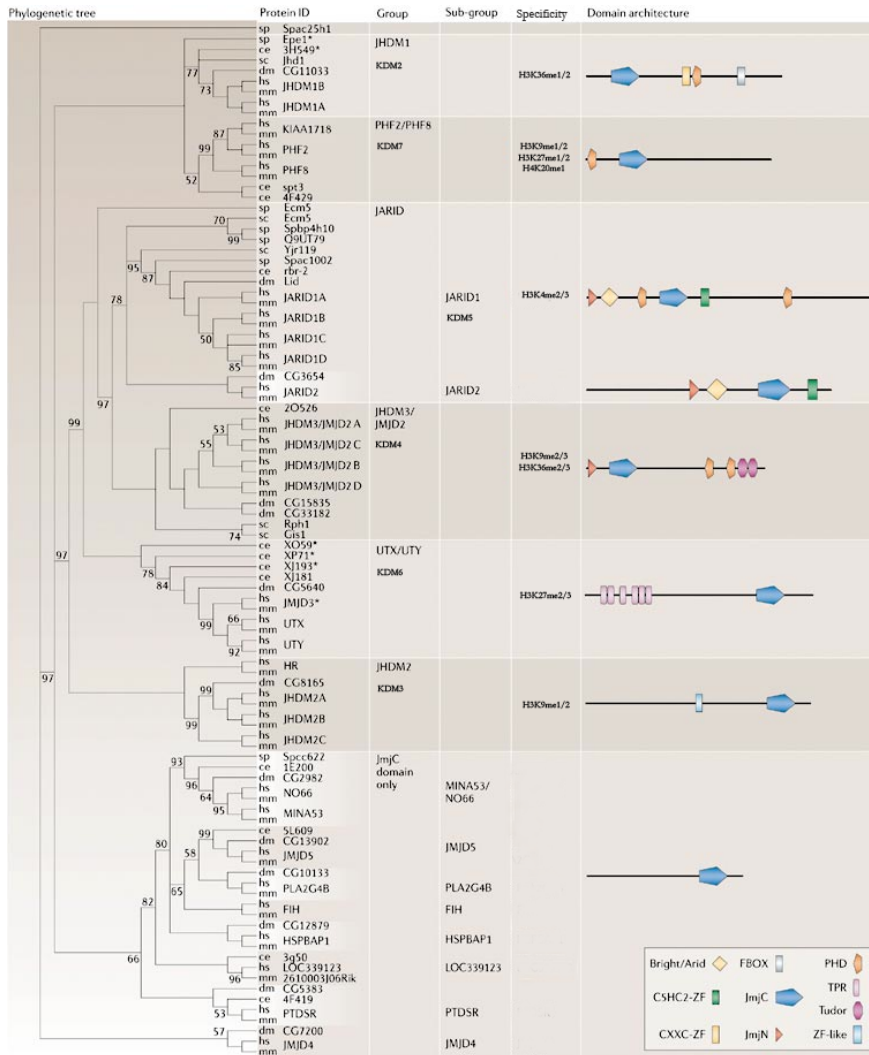 Phylogenetic tree Protein ID Group Sub-group Specificity Domain architecture
sp Spac25h1
sp Epe1* JHDM1
ce 3H549*
sc Jhd1 KDM2
77 dm CG11033 H3K36me1/2
73 hs mm JHDM1B
hs mm JHDM1A
87 hs mm KIAA1718 PHF2/PHF8
99 hs mm PHF2 KDM7 H3K9me1/2
H3K27me1/2
H4K20me1
52 hs mm PHF8
ce spt3
ce 4F429
sp Ecm5 JARID
70 sc Ecm5
sp Spbp4h10
99 sp Q9UT79
sc Yjr119
95 sp Spac1002
87 ce rbr-2
dm Lid
78 hs mm JARID1A JARID1 H3K4me2/3
hs mm JARID1B KDM5
50 hs mm JARID1C
85 hs mm JARID1D
dm CG3654
97 hs mm JARID2 JARID2
ce 2O526 JHDM3/
JMJD2
99 53 hs mm JHDM3/JMJD2 A
55 hs mm JHDM3/JMJD2 C KDM4
H3K9me2/3
H3K36me2/3
hs mm JHDM3/JMJD2 B
hs mm JHDM3/JMJD2 D
dm CG15835
dm CG33182
sc Rph1
74 sc Gis1
97 ce XO59* UTX/UTY
ce XP71*
78 ce XJ193* KDM6
84 ce XJ181
dm CG5640
hs mm JMJD3* H3K27me2/3
99 66 hs mm UTX
92 hs mm UTY
97 hs mm HR JHDM2
99 dm CG8165 KDM3
hs mm JHDM2A H3K9me1/2
99 hs mm JHDM2B
hs mm JHDM2C
93 sp Spcc622 JmjC
domain
only
ce 1E200
96 dm CG2982
64 hs mm NO66 MINA53/
NO66
95 hs mm MINA53
80 99 ce 5L609
dm CG13902
58 hs mm JMJD5 JMJD5
dm CG10133
65 hs mm PLA2G4B PLA2G4B
82 hs mm FIH FIH
dm CG12879
hs mm HSPBAP1 HSPBAP1
66 ce 3g50
hs LOC339123 LOC339123
96 mm 2610003J06Rik
dm CG5383
ce 4F419
53 hs mm PTDSR PTDSR
57 dm CG7200
hs mm JMJD4 JMJD4
Bright/Arid FBOX PHD
TPR
C5HC2-ZF JmjC
Tudor
CXXC-ZF JmjN ZF-like